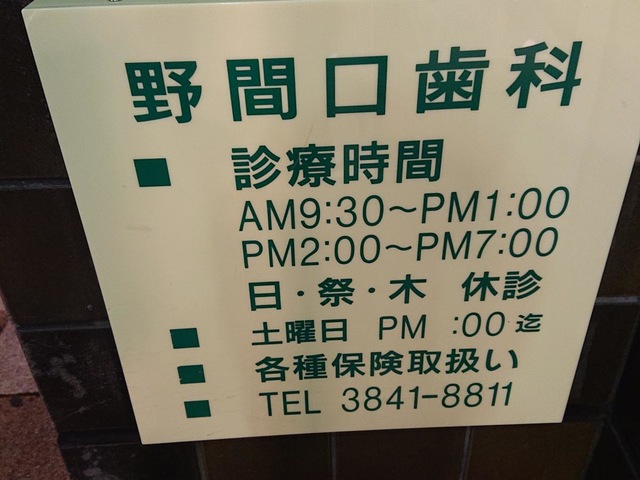 野間口歯科
■ 診療時間
AM9:30～PM1:00
PM2:00～PM7:00
日・祭・木 休診
■ 土曜日 PM :00迄
■ 各種保険取扱い
■ TEL 3841-8811